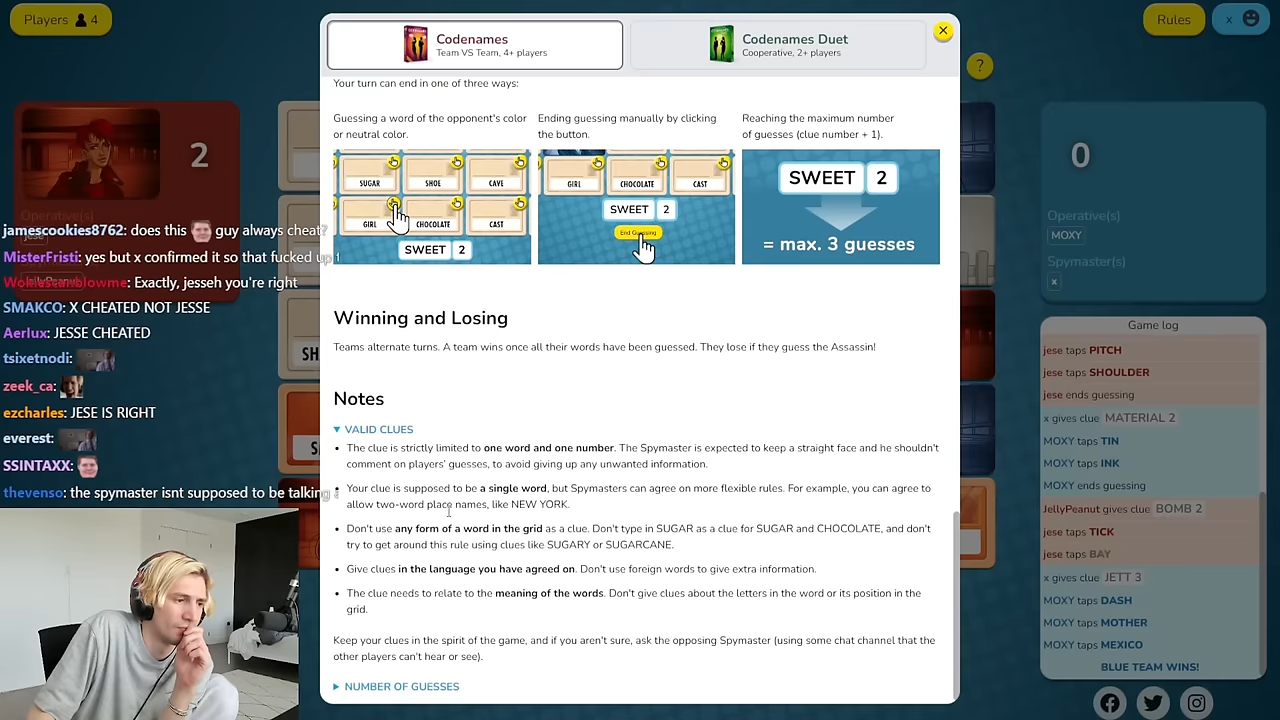 Players 4
Codenames
Team VS Team, 4+ players
Codenames Duet
Cooperative, 2+ players
Rules
x
?
Your turn can end in one of three ways:
Guessing a word of the opponent's color
or neutral color.
Ending guessing manually by clicking
the button.
Reaching the maximum number
of guesses (clue number + 1).
SUGAR
SHOE
CAVE
GIRL
CHOCOLATE
CAST
SWEET 2
GIRL
CHOCOLATE
CAST
SWEET 2
End Guessing
SWEET 2
= max. 3 guesses
2
Operative(s)
jese
JellyPeanut
0
Operative(s)
MOXY
Spymaster(s)
x
jamescookies8762: does this guy always cheat?
MisterFristi: yes but x confirmed it so that fucked up
Wokiestanblowme: Exactly, jesseh you're right
SMAKCO: X CHEATED NOT JESSE
Aerlux: JESSE CHEATED
tsixetnodi:
zeek_ca:
ezcharles: JESE IS RIGHT
everest:
SSINTAXX:
thevenso: the spymaster isnt supposed to be talking
Winning and Losing
Teams alternate turns. A team wins once all their words have been guessed. They lose if they guess the Assassin!
Notes
VALID CLUES
The clue is strictly limited to one word and one number. The Spymaster is expected to keep a straight face and he shouldn't
comment on players' guesses, to avoid giving up any unwanted information.
Your clue is supposed to be a single word, but Spymasters can agree on more flexible rules. For example, you can agree to
allow two-word place names, like NEW YORK.
Don't use any form of a word in the grid as a clue. Don't type in SUGAR as a clue for SUGAR and CHOCOLATE, and don't
try to get around this rule using clues like SUGARY or SUGARCANE.
Give clues in the language you have agreed on. Don't use foreign words to give extra information.
The clue needs to relate to the meaning of the words. Don't give clues about the letters in the word or its position in the
grid.
Keep your clues in the spirit of the game, and if you aren't sure, ask the opposing Spymaster (using some chat channel that the
other players can't hear or see).
NUMBER OF GUESSES
Game log
jese taps PITCH
jese taps SHOULDER
jese ends guessing
x gives clue MATERIAL 2
MOXY taps TIN
MOXY taps INK
MOXY ends guessing
JellyPeanut gives clue BOMB 2
jese taps TICK
jese taps BAY
x gives clue JETT 3
MOXY taps DASH
MOXY taps MOTHER
MOXY taps MEXICO
BLUE TEAM WINS!